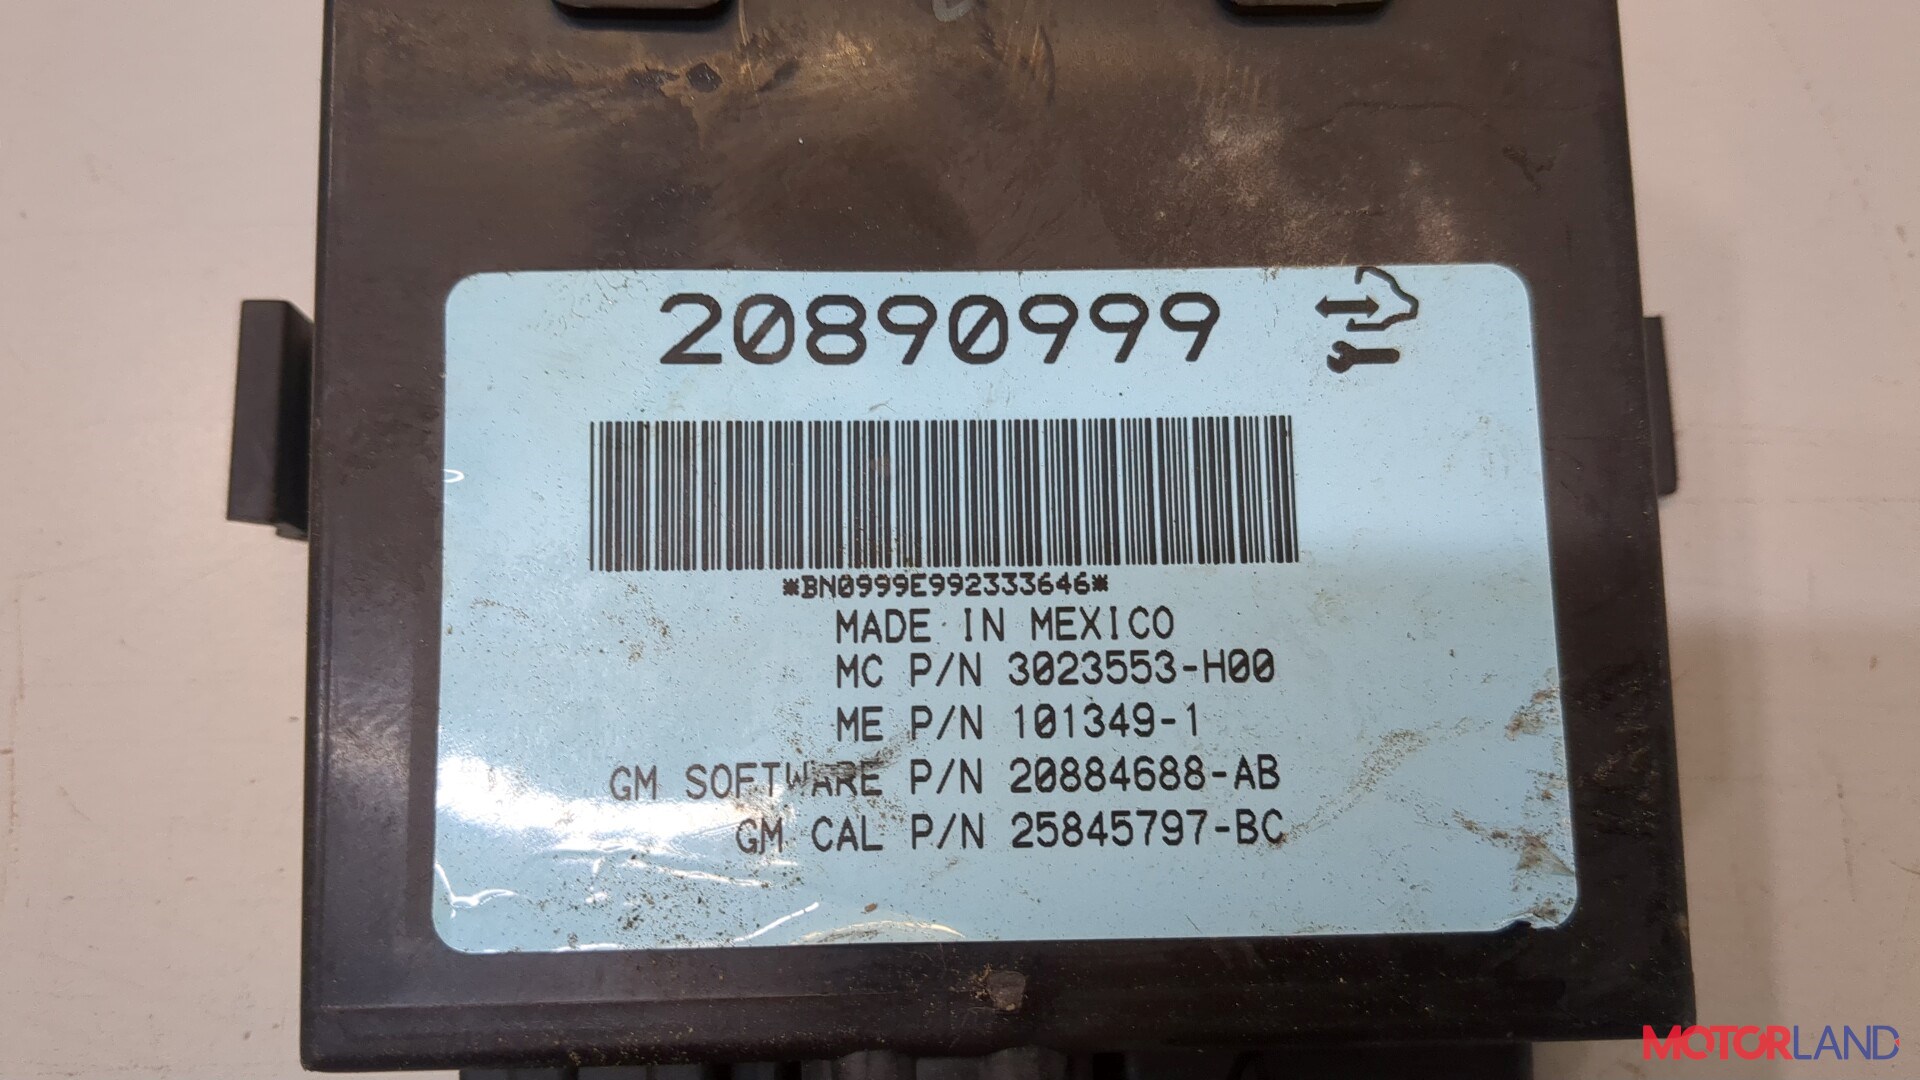 20890999
*BN0999E992333646*
MADE IN MEXICO
MC P/N 3023553-H00
ME P/N 101349-1
GM SOFTWARE P/N 20884688-AB
GM CAL P/N 25845797-BC
MOTORLAND